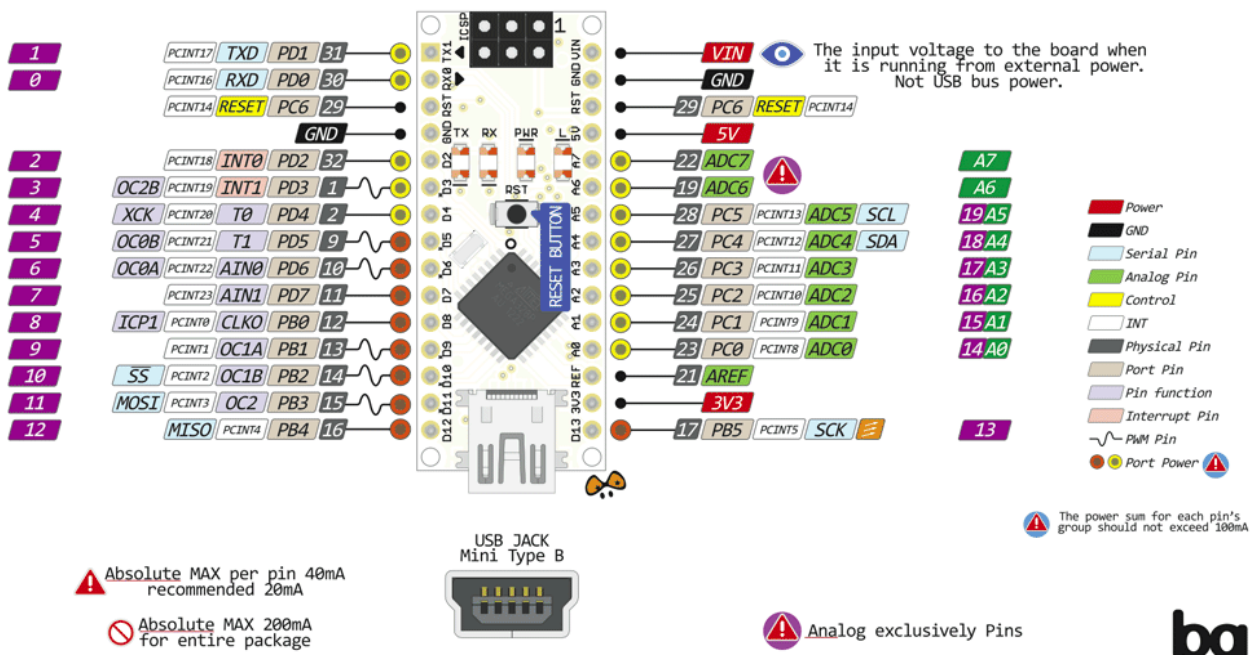 1 PCINT17 TXD PD1 31 TX1 ICSP 1 VIN VIN The input voltage to the board when
it is running from external power.
Not USB bus power.
0 PCINT16 RXD PD0 30 RX0 GND GND
PCINT14 RESET PC6 29 RST RST 29 PC6 RESET PCINT14
GND GND TX RX PWR L 5V 5V
2 PCINT18 INT0 PD2 32 D2 A7 22 ADC7 A7
3 OC2B PCINT19 INT1 PD3 1 D3 RST A6 19 ADC6 A6
4 XCK PCINT20 T0 PD4 2 D4 A5 28 PC5 PCINT13 ADC5 SCL 19 A5
5 OC0B PCINT21 T1 PD5 9 D5 A4 27 PC4 PCINT12 ADC4 SDA 18 A4
6 OC0A PCINT22 AIN0 PD6 10 D6 A3 26 PC3 PCINT11 ADC3 17 A3
7 PCINT23 AIN1 PD7 11 D7 A2 25 PC2 PCINT10 ADC2 16 A2
8 ICP1 PCINT0 CLKO PB0 12 D8 A1 24 PC1 PCINT9 ADC1 15 A1
9 PCINT1 OC1A PB1 13 D9 A0 23 PC0 PCINT8 ADC0 14 A0
10 SS PCINT2 OC1B PB2 14 D10 REF 21 AREF
11 MOSI PCINT3 OC2 PB3 15 D11 3V3 3V3
12 MISO PCINT4 PB4 16 D12 D13 17 PB5 PCINT5 SCK 13
RESET BUTTON
Power
GND
Serial Pin
Analog Pin
Control
INT
Physical Pin
Port Pin
Pin function
Interrupt Pin
PWM Pin
Port Power
The power sum for each pin's
group should not exceed 100mA
USB JACK
Mini Type B
Absolute MAX per pin 40mA
recommended 20mA
Absolute MAX 200mA
for entire package
Analog exclusively Pins